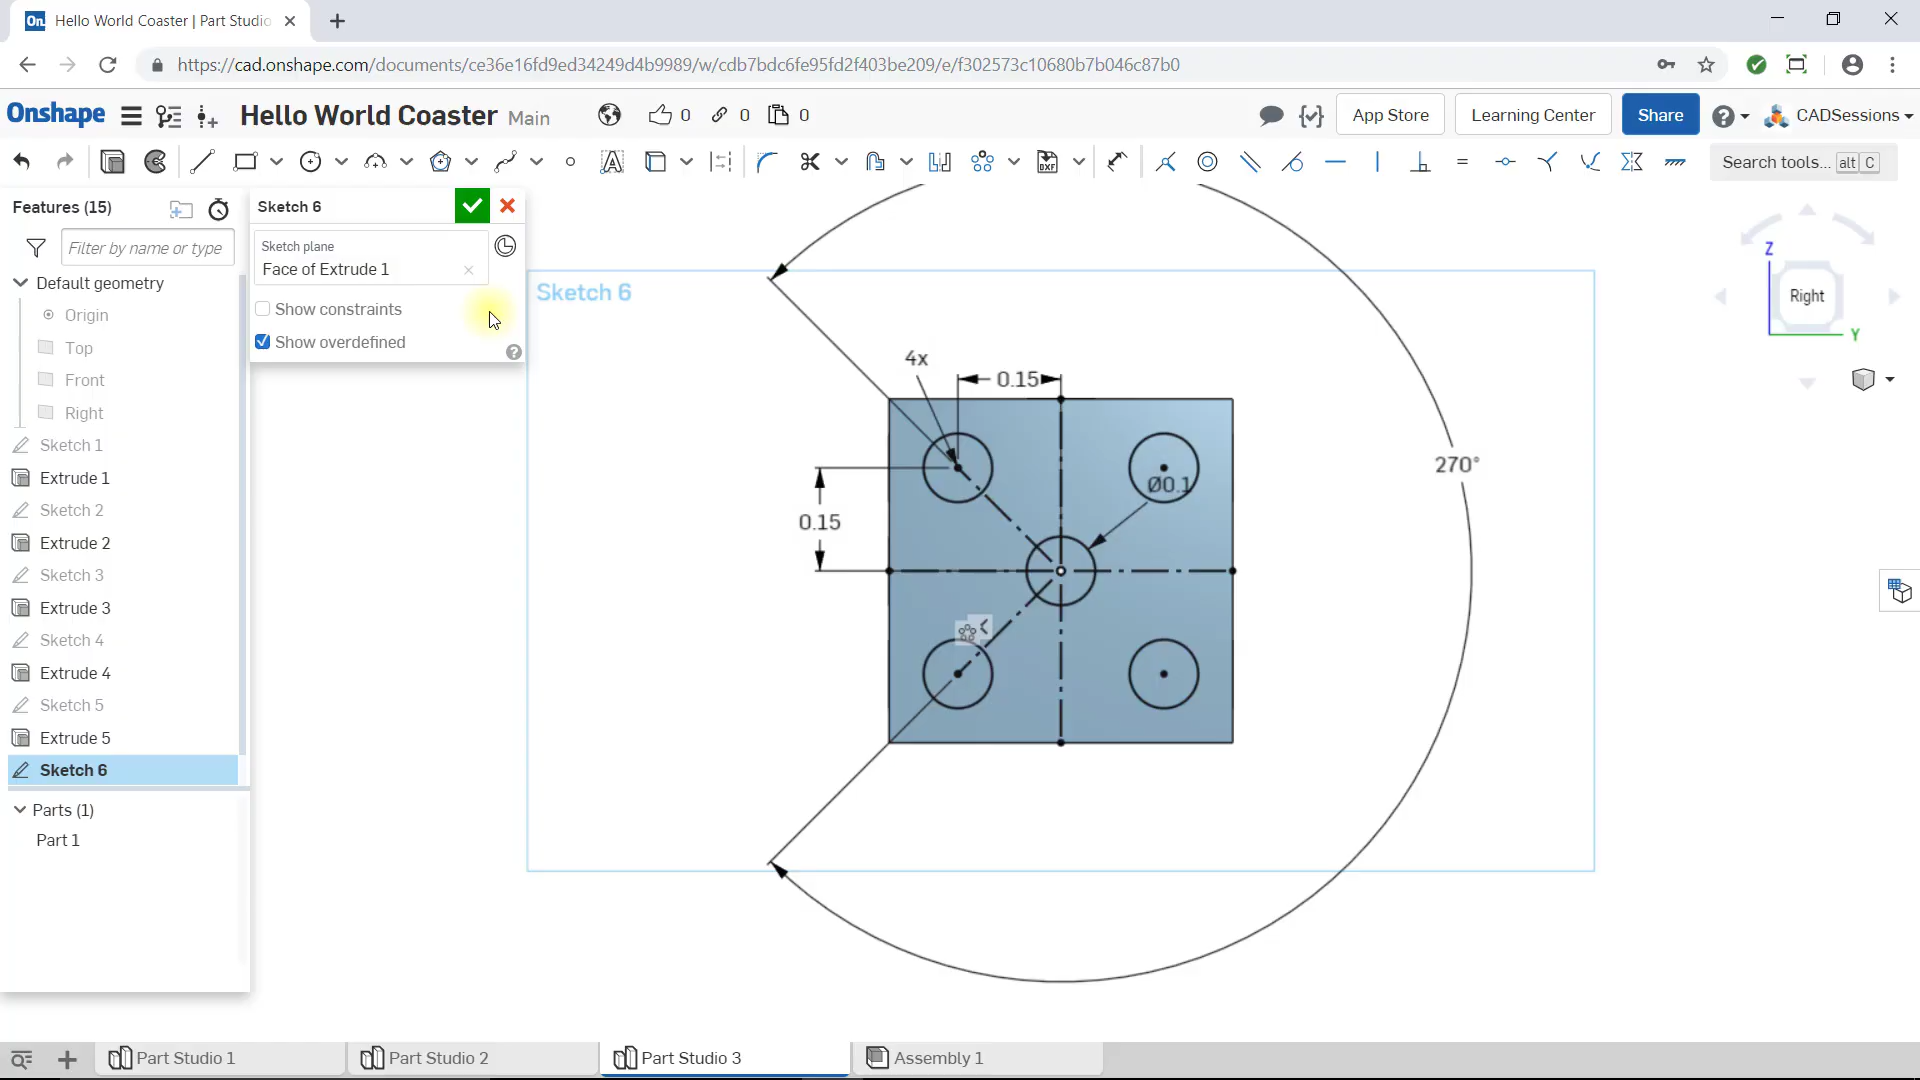 Hello World Coaster | Part Studio
https://cad.onshape.com/documents/ce36e16fd9ed34249d4b9989/w/cdb7bdc6fe95fd2f403be209/e/f302573c10680b7b046c87b0
Onshape
Hello World Coaster Main
0
0
0
App Store
Learning Center
Share
CADSessions
DXF
Search tools... alt C
Features (15)
Filter by name or type
Default geometry
Origin
Top
Front
Right
Sketch 1
Extrude 1
Sketch 2
Extrude 2
Sketch 3
Extrude 3
Sketch 4
Extrude 4
Sketch 5
Extrude 5
Sketch 6
Parts (1)
Part 1
Sketch 6
Sketch plane
Face of Extrude 1
Show constraints
Show overdefined
Sketch 6
4x
0.15
0.15
Ø0.1
270°
Z
Right
Y
Part Studio 1
Part Studio 2
Part Studio 3
Assembly 1